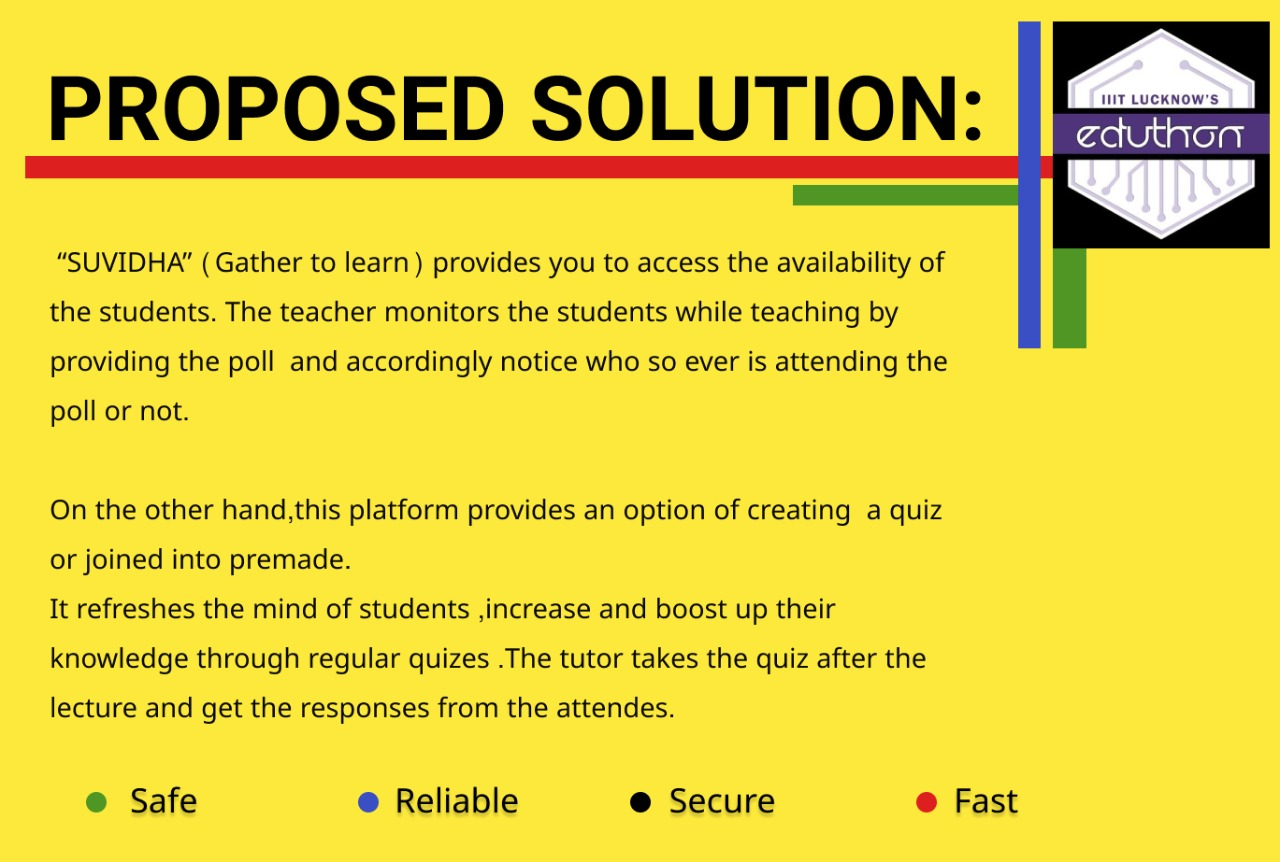 PROPOSED SOLUTION:
IIIT LUCKNOW'S
eduthon
“SUVIDHA” (Gather to learn) provides you to access the availability of
the students. The teacher monitors the students while teaching by
providing the poll  and accordingly notice who so ever is attending the
poll or not.
On the other hand,this platform provides an option of creating  a quiz
or joined into premade.
It refreshes the mind of students ,increase and boost up their
knowledge through regular quizes .The tutor takes the quiz after the
lecture and get the responses from the attendes.
Safe
Reliable
Secure
Fast